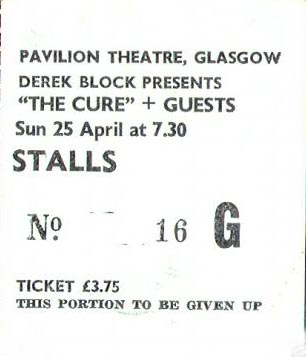 PAVILION THEATRE, GLASGOW
DEREK BLOCK PRESENTS
"THE CURE" + GUESTS
Sun 25 April at 7.30
STALLS
No 16 G
TICKET £3.75
THIS PORTION TO BE GIVEN UP